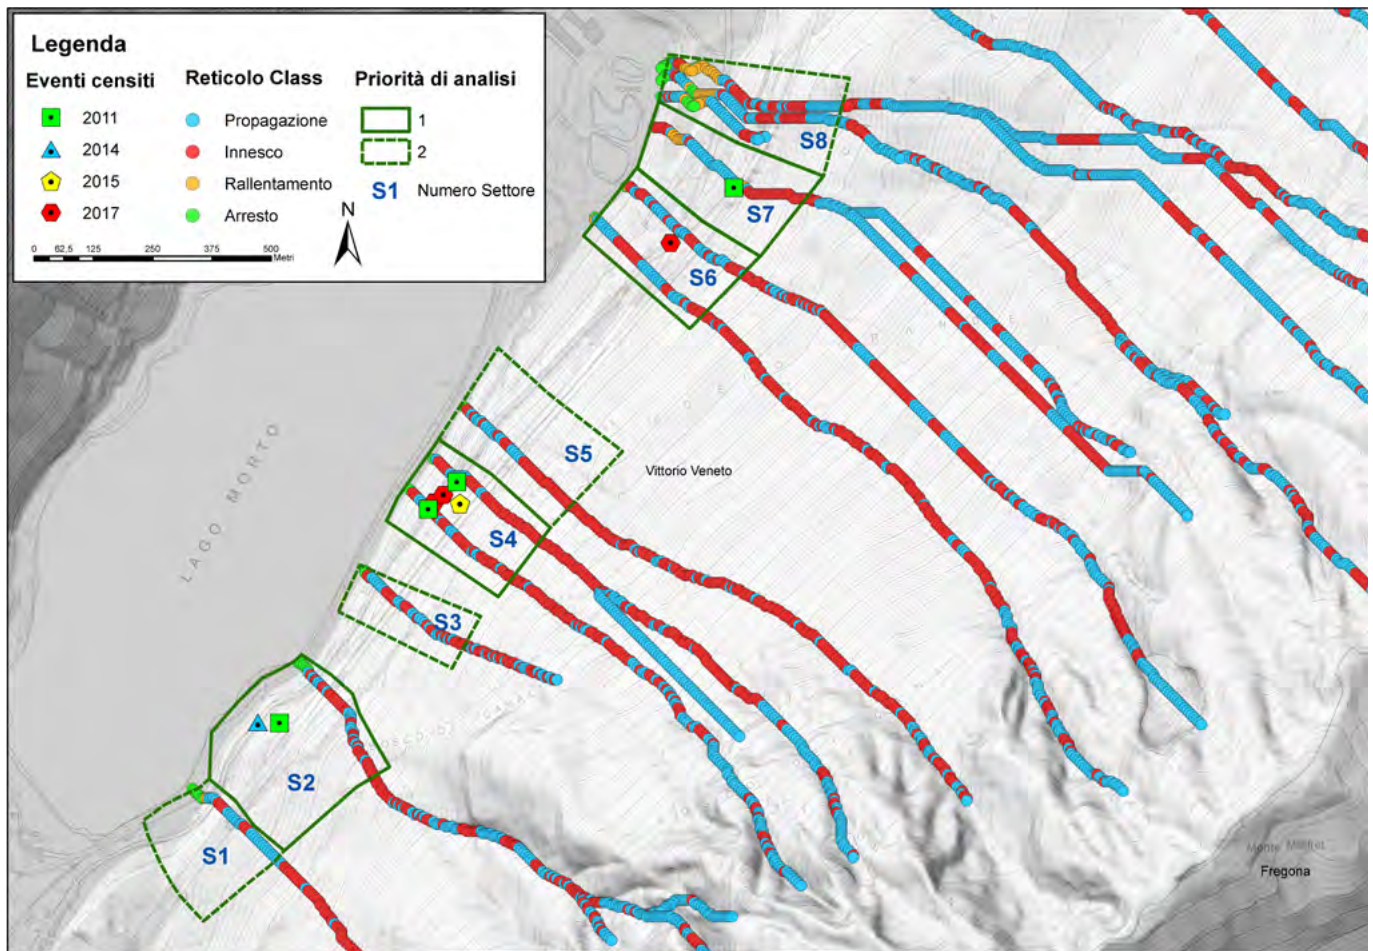 Legenda
Eventi censiti
2011
2014
2015
2017
Reticolo Class
Propagazione
Innesco
Rallentamento
Arresto
Priorità di analisi
1
2
S1 Numero Settore
N
0 62,5 125 250 375 500
Metri
S8
S7
S6
S5
S4
S3
S2
S1
Vittorio Veneto
LAGO MORTO
Fregona